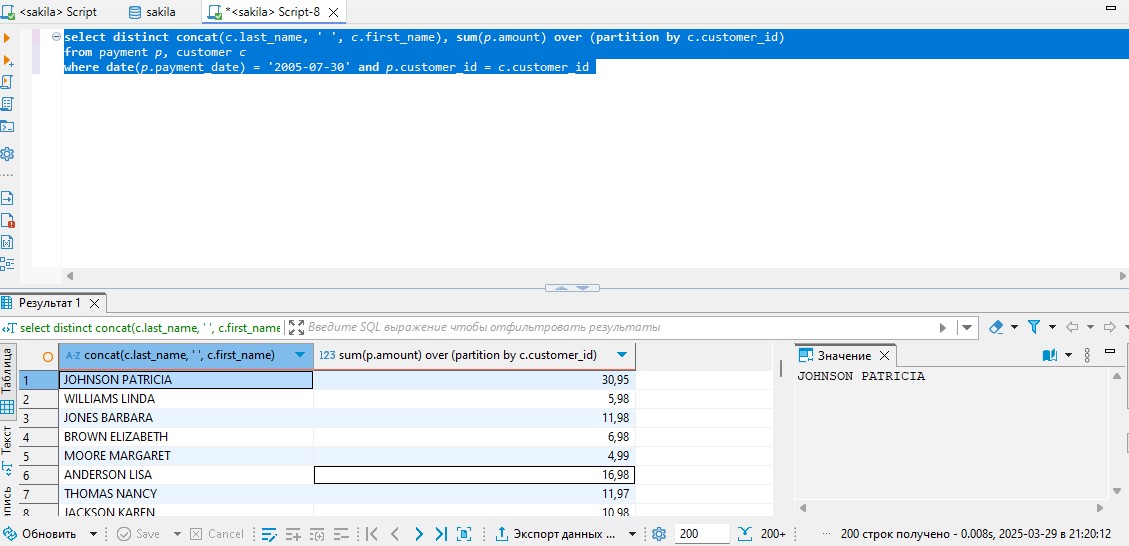 <sakila> Script
sakila
*<sakila> Script-8
select distinct concat(c.last_name, ' ', c.first_name), sum(p.amount) over (partition by c.customer_id)
from payment p, customer c
where date(p.payment_date) = '2005-07-30' and p.customer_id = c.customer_id
Результат 1
select distinct concat(c.last_name, ' ', c.first_name
Введите SQL выражение чтобы отфильтровать результаты
Таблица
Текст
A-Z concat(c.last_name, ' ', c.first_name)
123 sum(p.amount) over (partition by c.customer_id)
1 JOHNSON PATRICIA 30,95
2 WILLIAMS LINDA 5,98
3 JONES BARBARA 11,98
4 BROWN ELIZABETH 6,98
5 MOORE MARGARET 4,99
6 ANDERSON LISA 16,98
7 THOMAS NANCY 11,97
8 JACKSON KAREN 10,98
Значение
JOHNSON PATRICIA
Обновить
Save
Cancel
Экспорт данных ...
200
200+
200 строк получено - 0.008s, 2025-03-29 в 21:20:12